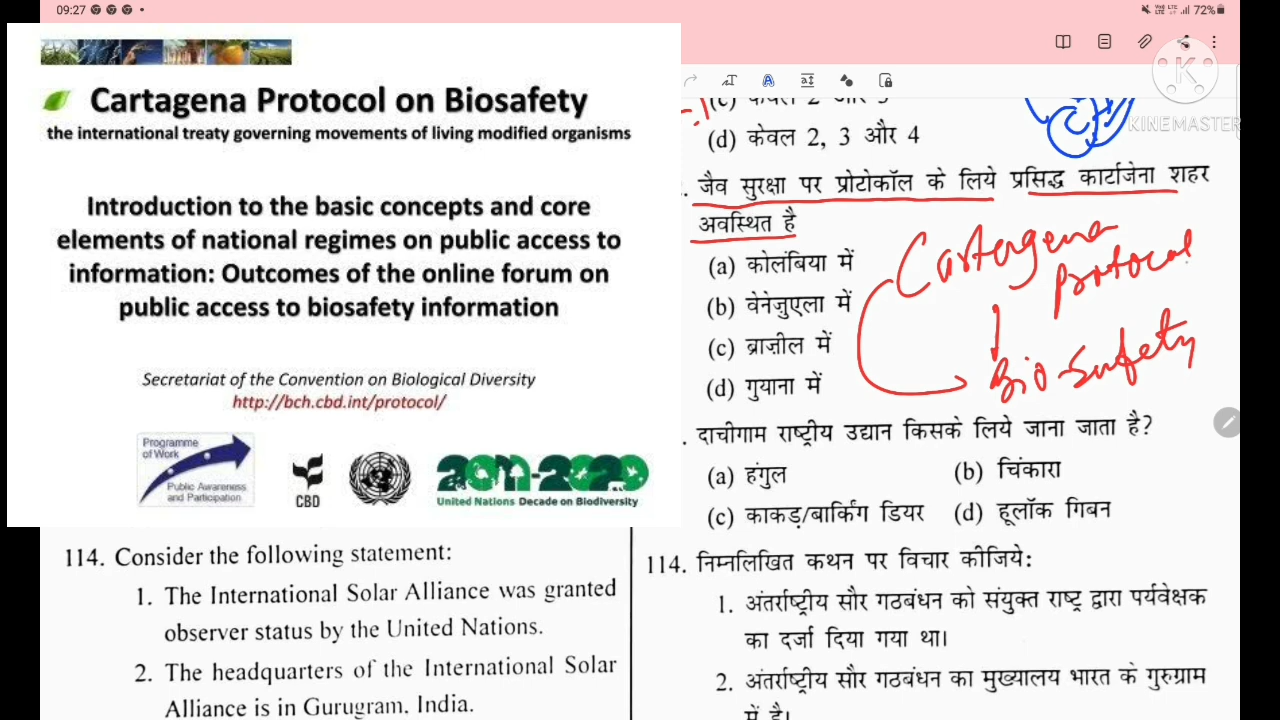 09:27
72%
KINEMASTER
Cartagena Protocol on Biosafety
the international treaty governing movements of living modified organisms
Introduction to the basic concepts and core
elements of national regimes on public access to
information: Outcomes of the online forum on
public access to biosafety information
Secretariat of the Convention on Biological Diversity
http://bch.cbd.int/protocol/
Programme
of Work
Public Awareness
and Participation
CBD
2011-2020
United Nations Decade on Biodiversity
(d) केवल 2, 3 और 4
जैव सुरक्षा पर प्रोटोकॉल के लिये प्रसिद्ध कार्टाजेना शहर
अवस्थित है
(a) कोलंबिया में
(b) वेनेज़ुएला में
(c) ब्राज़ील में
(d) गुयाना में
Cartagena
Protocol
Bio-Safety
दाचीगाम राष्ट्रीय उद्यान किसके लिये जाना जाता है?
(a) हंगुल (b) चिंकारा
(c) काकड़/बार्किंग डियर (d) हूलॉक गिबन
114. Consider the following statement:
1. The International Solar Alliance was granted
observer status by the United Nations.
2. The headquarters of the International Solar
Alliance is in Gurugram, India.
114. निम्नलिखित कथन पर विचार कीजिये:
1. अंतर्राष्ट्रीय सौर गठबंधन को संयुक्त राष्ट्र द्वारा पर्यवेक्षक
का दर्जा दिया गया था।
2. अंतर्राष्ट्रीय सौर गठबंधन का मुख्यालय भारत के गुरुग्राम
में है।